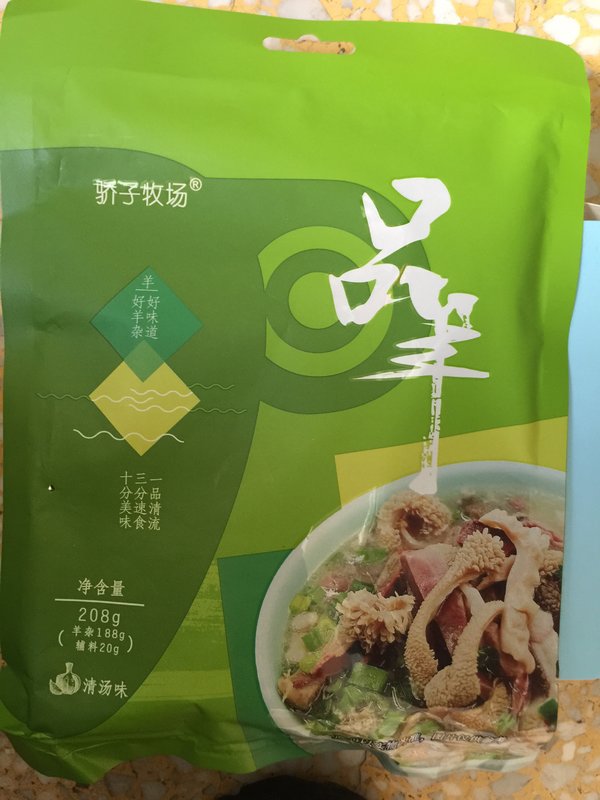 骄子牧场®
品羊
羊
好味道
好羊杂
一品清流
三分速食
十分美味
净含量
208g
(羊杂188g
辅料20g)
清汤味